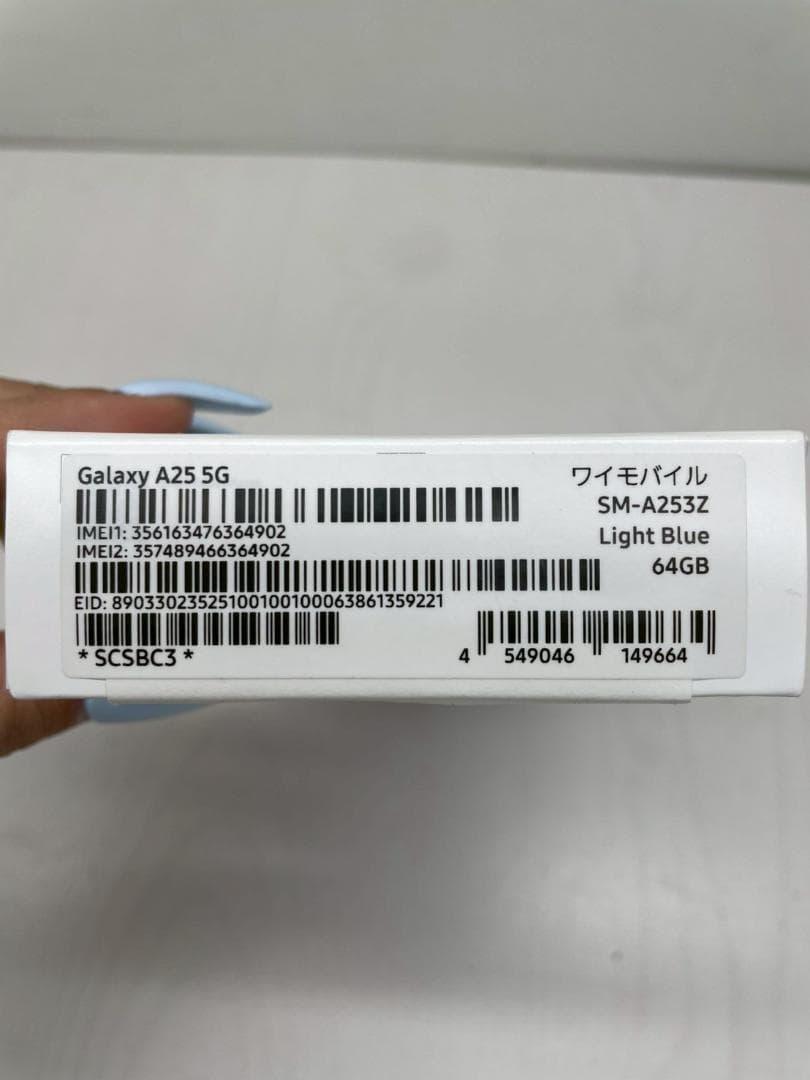 Galaxy A25 5G
ワイモバイル
SM-A253Z
IMEI1: 356163476364902
Light Blue
IMEI2: 357489466364902
64GB
EID: 89033023525100100100063861359221
* SCSBC3 *
4 549046 149664